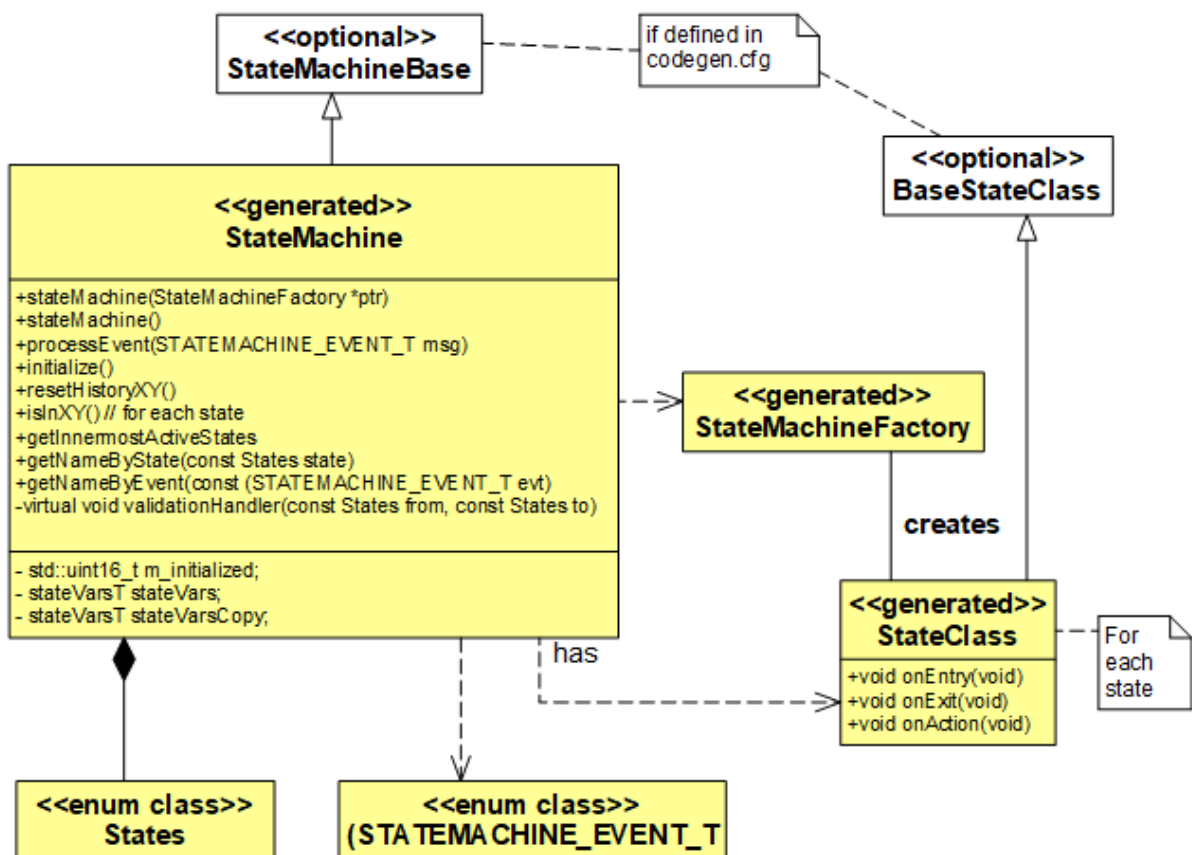 <<optional>>
StateMachineBase
if defined in
codegen.cfg
<<optional>>
BaseStateClass
<<generated>>
StateMachine
+stateMachine(StateMachineFactory *ptr)
+stateMachine()
+processEvent(STATEMACHINE_EVENT_T msg)
+initialize()
+resetHistoryXY()
+isInXY() // for each state
+getInnermostActiveStates
+getNameByState(const States state)
+getNameByEvent(const (STATEMACHINE_EVENT_T evt)
-virtual void validationHandler(const States from, const States to)
- std::uint16_t m_initialized;
- stateVarsT stateVars;
- stateVarsT stateVarsCopy;
<<generated>>
StateMachineFactory
creates
<<generated>>
StateClass
+void onEntry(void)
+void onExit(void)
+void onAction(void)
For
each
state
has
<<enum class>>
States
<<enum class>>
(STATEMACHINE_EVENT_T